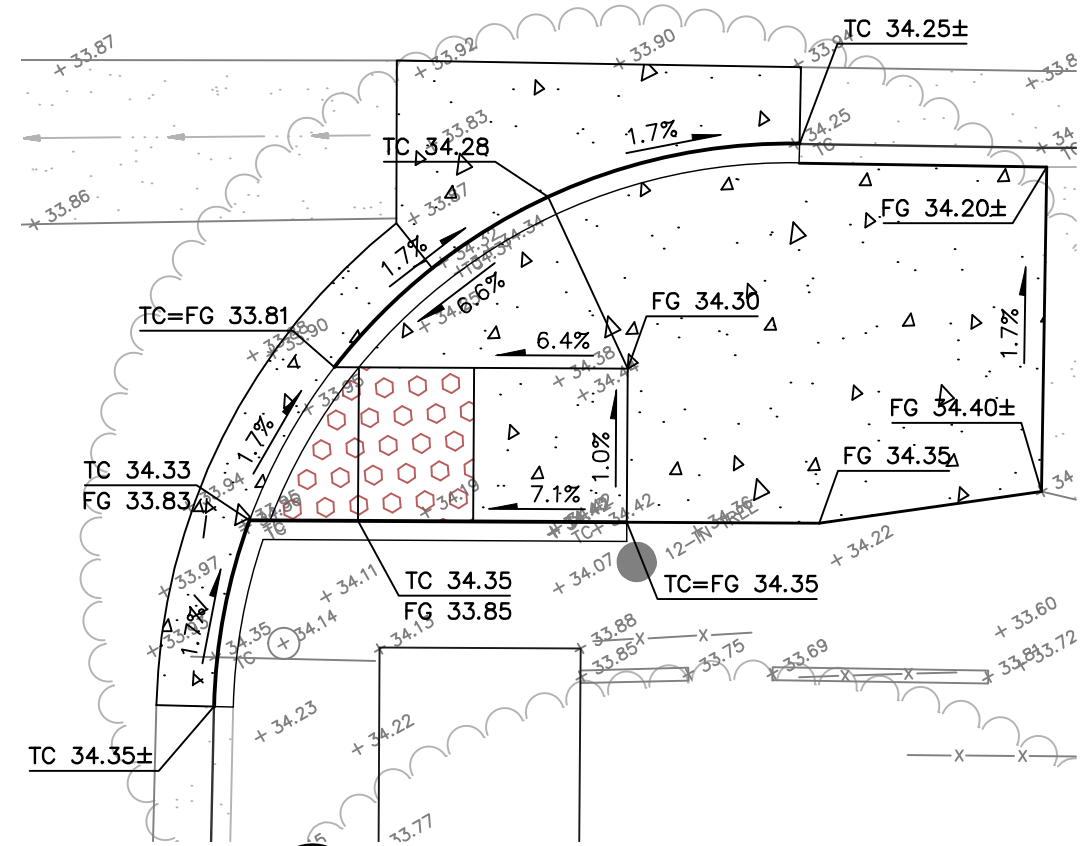 TC 34.25±
+ 33.87
+ 33.92
+ 33.90
+ 33.94
33.83
TC 34.28
1.7%
+ 34.25
TC
+ 33.86
FG 34.20±
1.7%
6.6%
TC=FG 33.81
FG 34.30
6.4%
1.7%
+ 34.38
FG 34.40±
FG 34.35
1.7%
TC 34.33
FG 33.83
1.0%
7.1%
+ 34.19
+ 34.42
12-IN TREE
+ 34.22
+ 33.97
+ 34.11
+ 34.07
TC 34.35
FG 33.85
TC=FG 34.35
+ 34.14
+ 34.13
+ 33.88
+ 33.60
1.7%
+ 34.35
TC
+ 33.85
+ 33.75
+ 33.69
+ 33.72
+ 34.23
+ 34.22
TC 34.35±
33.77